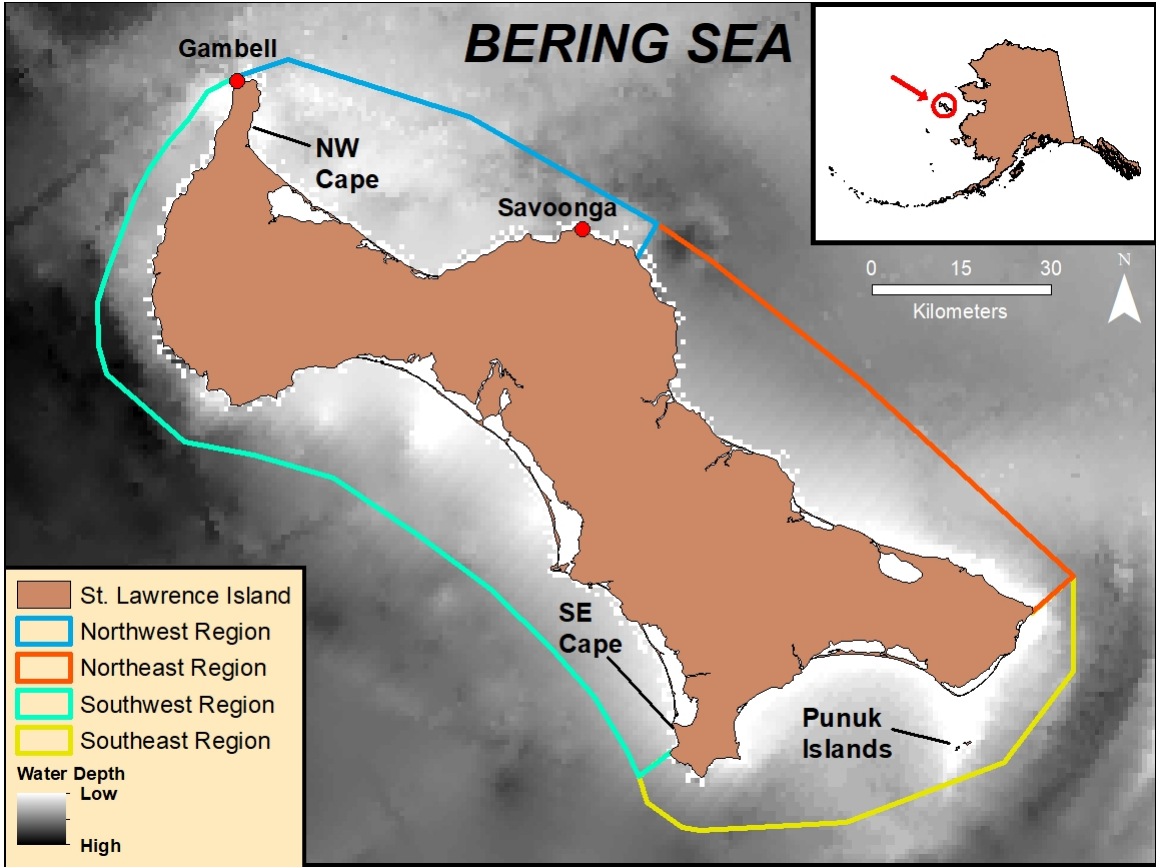 BERING SEA
Gambell
NW
Cape
Savoonga
0 15 30
Kilometers
N
SE
Cape
Punuk
Islands
St. Lawrence Island
Northwest Region
Northeast Region
Southwest Region
Southeast Region
Water Depth
Low
High